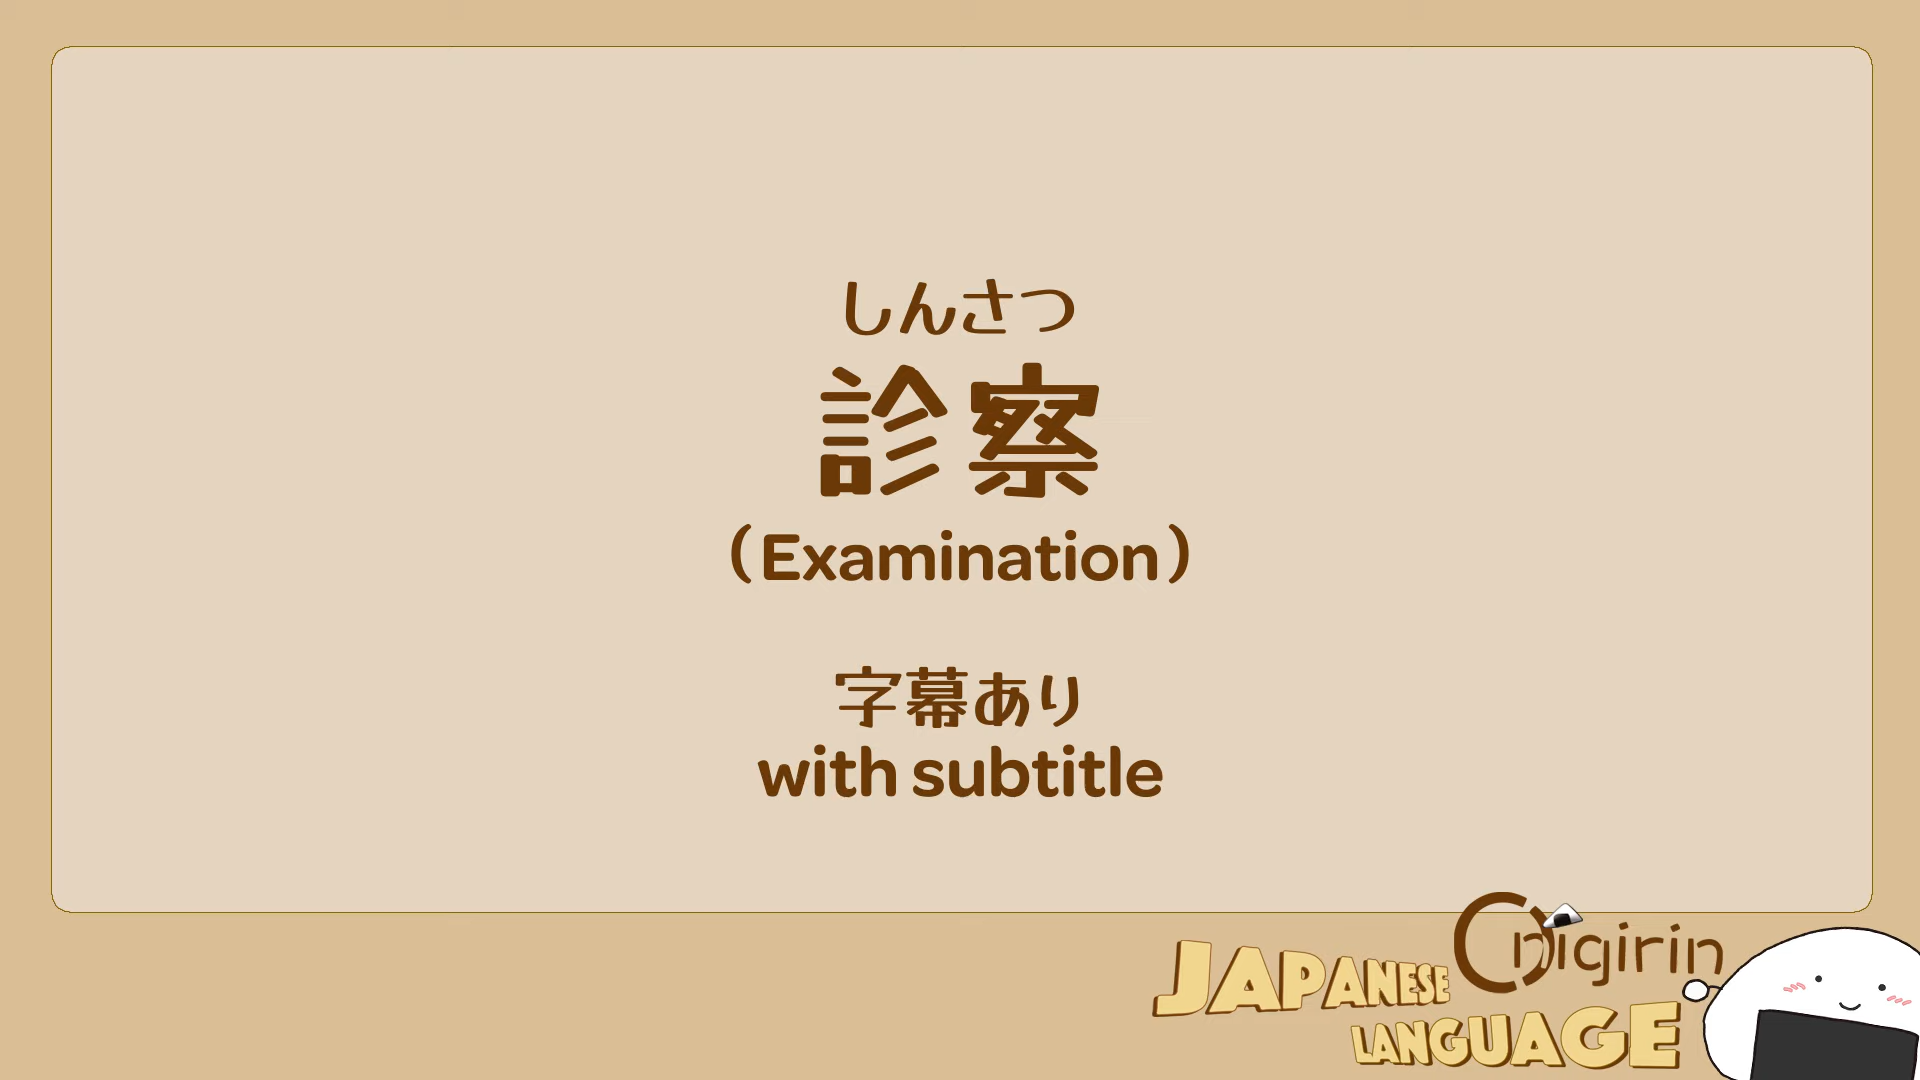 しんさつ
診察
（Examination）
字幕あり
with subtitle
Onigirin
JAPANESE
LANGUAGE